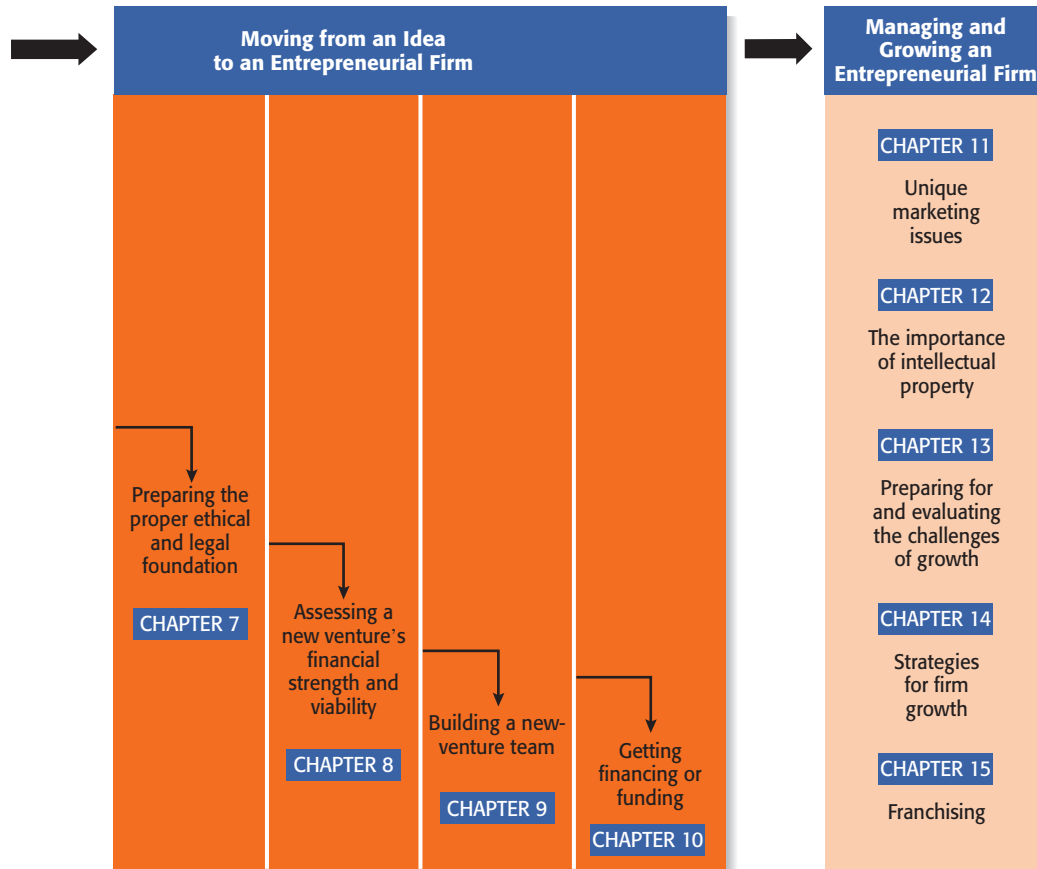 Moving from an Idea
to an Entrepreneurial Firm
Preparing the
proper ethical
and legal
foundation
CHAPTER 7
Assessing a
new venture's
financial
strength and
viability
CHAPTER 8
Building a new-
venture team
CHAPTER 9
Getting
financing or
funding
CHAPTER 10
Managing and
Growing an
Entrepreneurial Firm
CHAPTER 11
Unique
marketing
issues
CHAPTER 12
The importance
of intellectual
property
CHAPTER 13
Preparing for
and evaluating
the challenges
of growth
CHAPTER 14
Strategies
for firm
growth
CHAPTER 15
Franchising